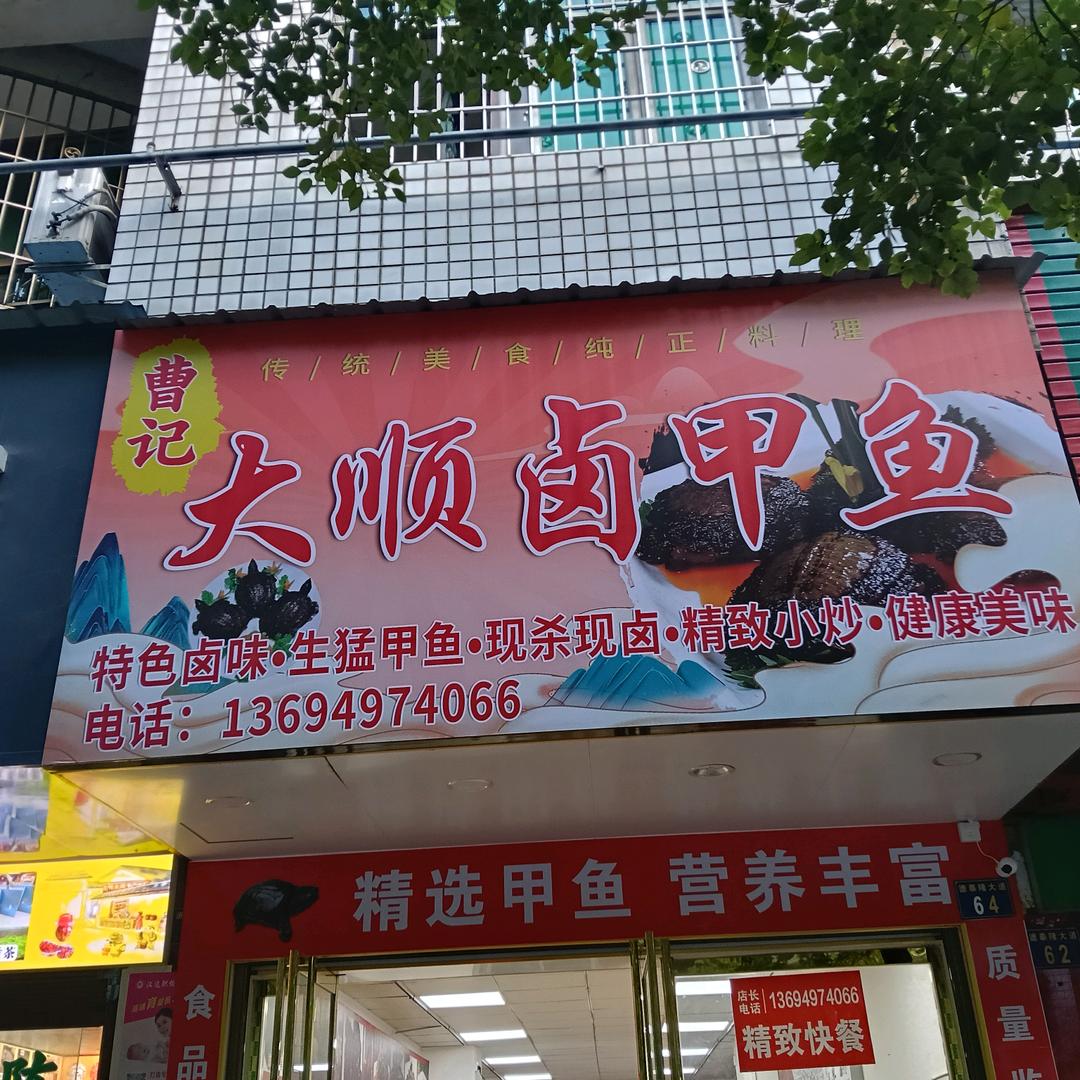 传/统/美/食/纯/正/料/理
曹记
大顺卤甲鱼
特色卤味•生猛甲鱼•现杀现卤•精致小炒•健康美味
电话：13694974066
精选甲鱼 营养丰富
64
62
食品
质量
店长电话 13694974066
精致快餐
茶